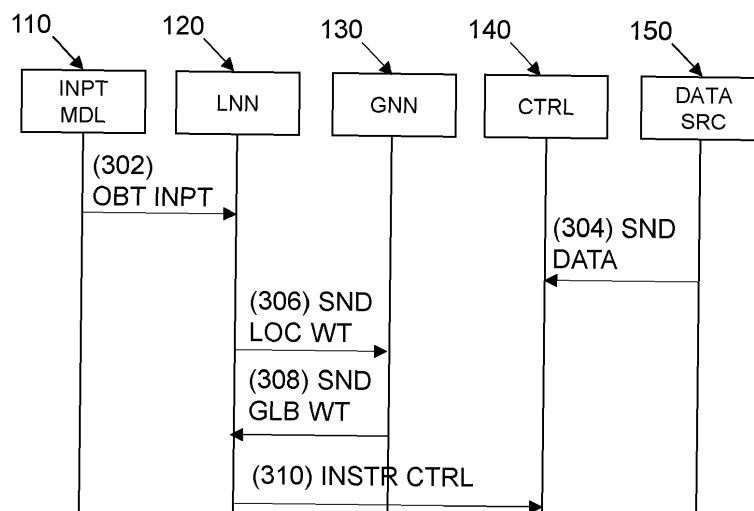 110
120
130
140
150
INPT
MDL
LNN
GNN
CTRL
DATA
SRC
(302)
OBT INPT
(304) SND
DATA
(306) SND
LOC WT
(308) SND
GLB WT
(310) INSTR CTRL